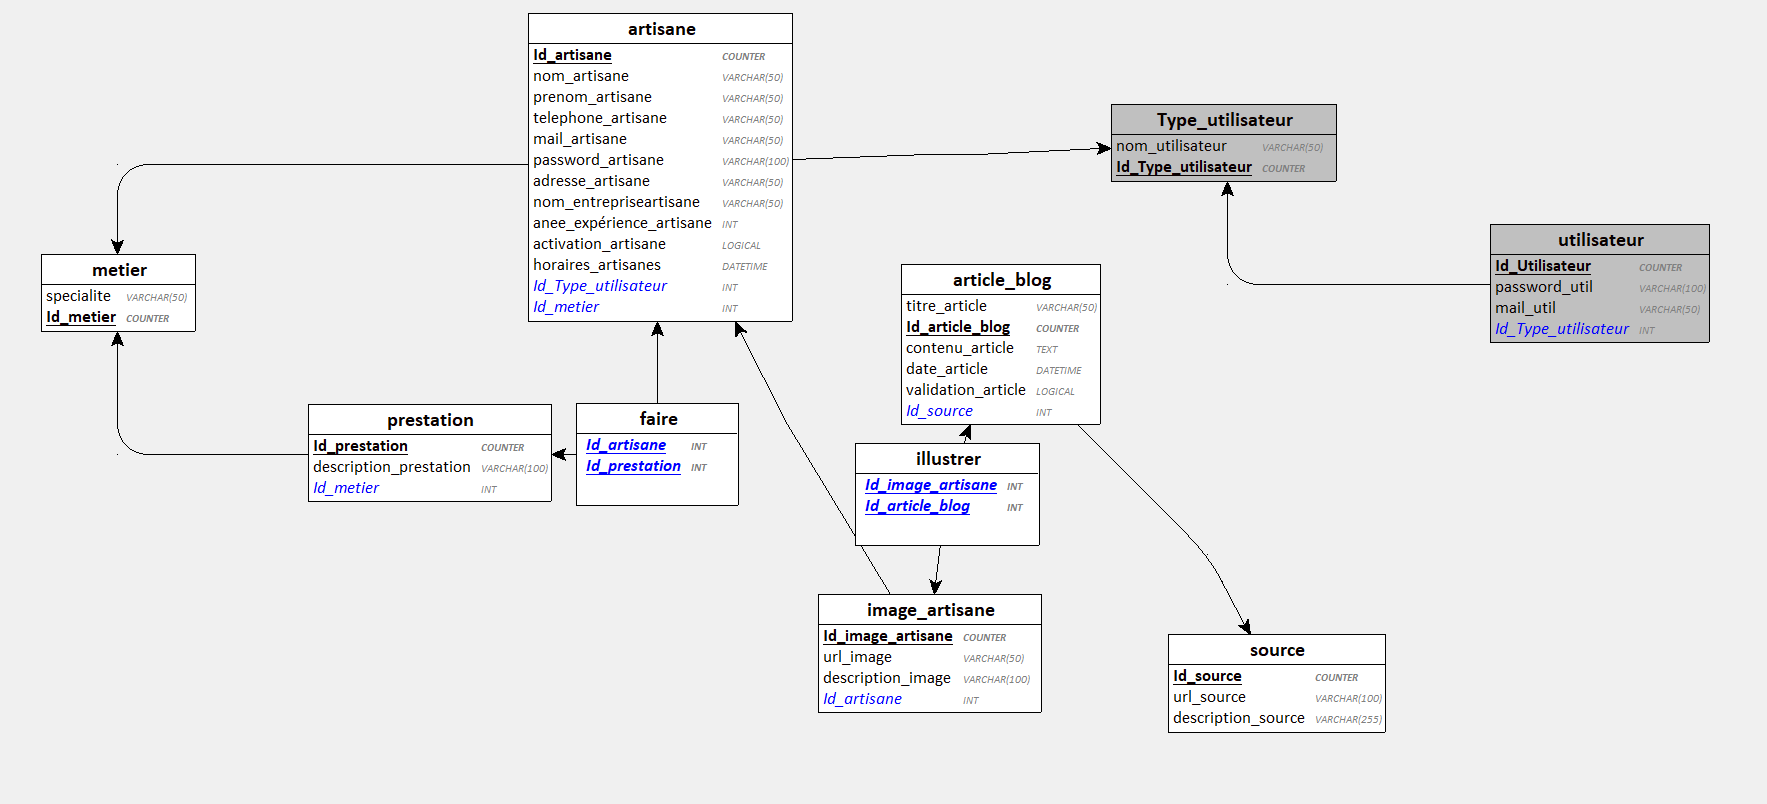 artisane
Id_artisane COUNTER
nom_artisane VARCHAR(50)
prenom_artisane VARCHAR(50)
telephone_artisane VARCHAR(50)
mail_artisane VARCHAR(50)
password_artisane VARCHAR(100)
adresse_artisane VARCHAR(50)
nom_entrepriseartisane VARCHAR(50)
anee_expérience_artisane INT
activation_artisane LOGICAL
horaires_artisanes DATETIME
Id_Type_utilisateur INT
Id_metier INT
Type_utilisateur
nom_utilisateur VARCHAR(50)
Id_Type_utilisateur COUNTER
utilisateur
Id_Utilisateur COUNTER
password_util VARCHAR(100)
mail_util VARCHAR(50)
Id_Type_utilisateur INT
metier
specialite VARCHAR(50)
Id_metier COUNTER
article_blog
titre_article VARCHAR(50)
Id_article_blog COUNTER
contenu_article TEXT
date_article DATETIME
validation_article LOGICAL
Id_source INT
prestation
Id_prestation COUNTER
description_prestation VARCHAR(100)
Id_metier INT
faire
Id_artisane INT
Id_prestation INT
illustrer
Id_image_artisane INT
Id_article_blog INT
image_artisane
Id_image_artisane COUNTER
url_image VARCHAR(50)
description_image VARCHAR(100)
Id_artisane INT
source
Id_source COUNTER
url_source VARCHAR(100)
description_source VARCHAR(255)